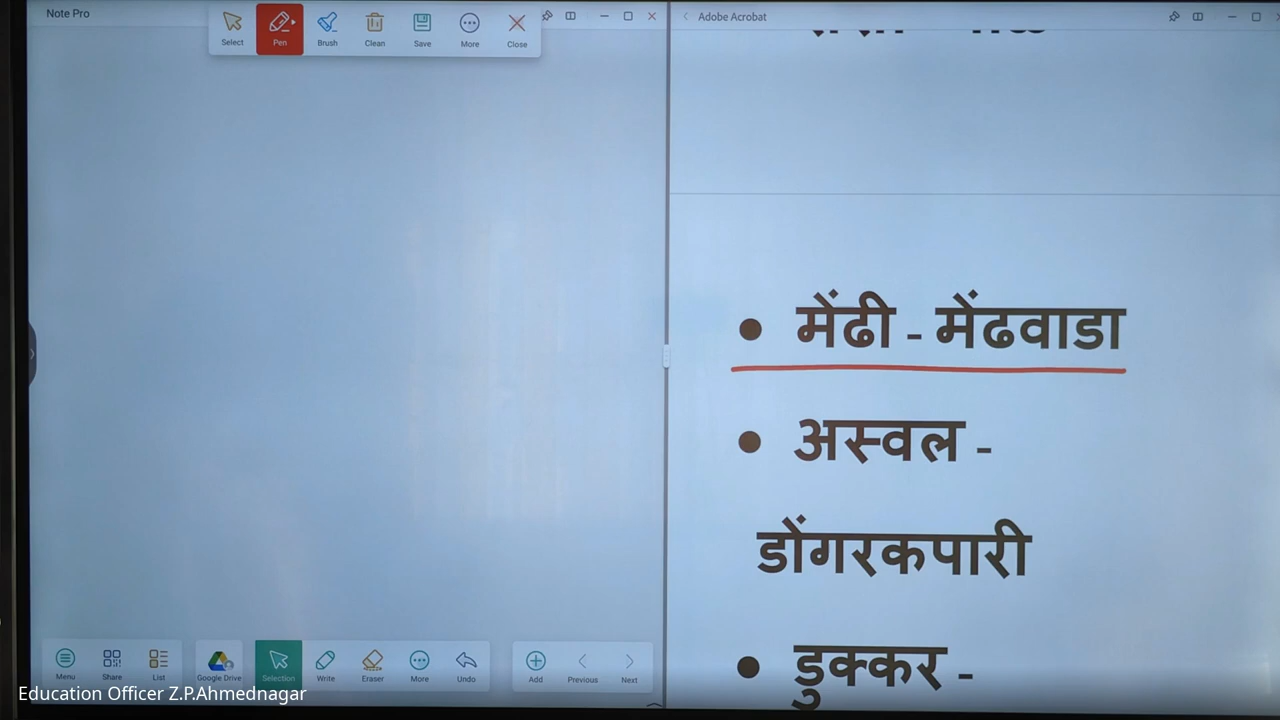 Note Pro
Select
Pen
Brush
Clean
Save
More
Close
Adobe Acrobat
• मेंढी - मेंढवाडा
• अस्वल -
डोंगरकपारी
• डुक्कर -
Menu
Share
List
Google Drive
Selection
Write
Eraser
More
Undo
Add
Previous
Next
Education Officer Z.P.Ahmednagar